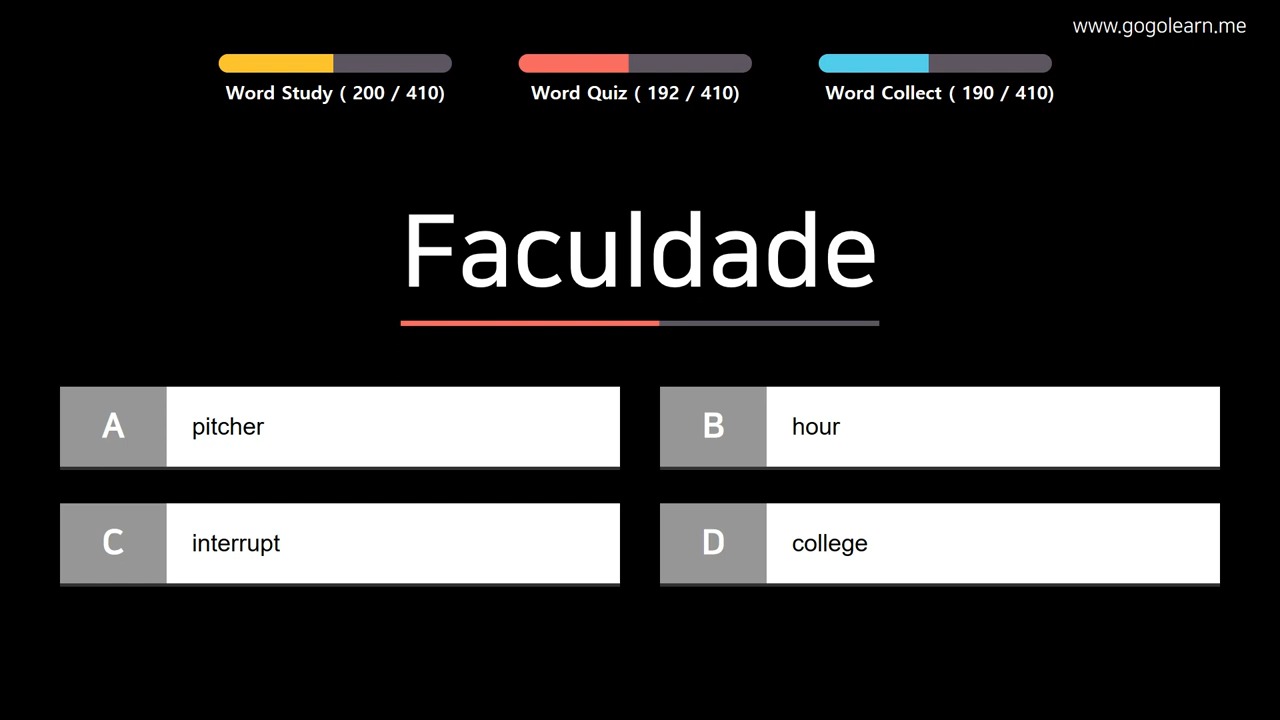 www.gogolearn.me
Word Study ( 200 / 410)
Word Quiz ( 192 / 410)
Word Collect ( 190 / 410)
Faculdade
A pitcher
B hour
C interrupt
D college